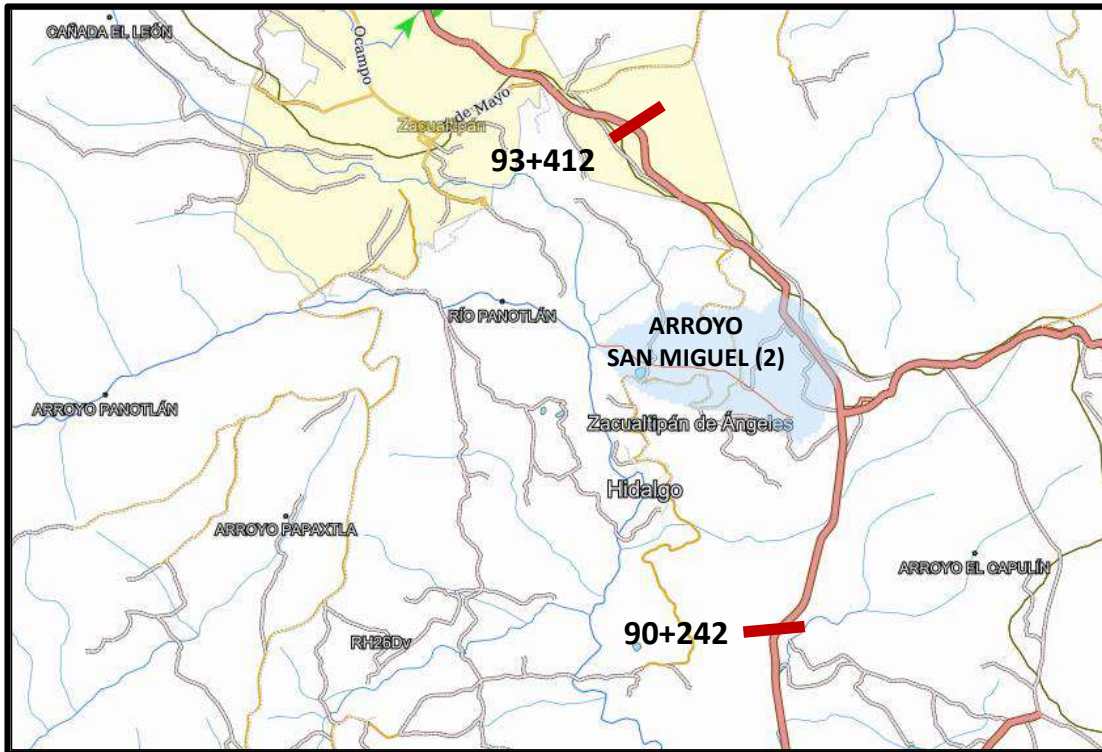 CAÑADA EL LEÓN
Ocampo
de Mayo
Zacualtipán
93+412
RÍO PANOTLÁN
ARROYO
SAN MIGUEL (2)
ARROYO PANOTLÁN
Zacualtipán de Ángeles
Hidalgo
ARROYO PAPAXTLA
ARROYO EL CAPULÍN
90+242
RH26Dv